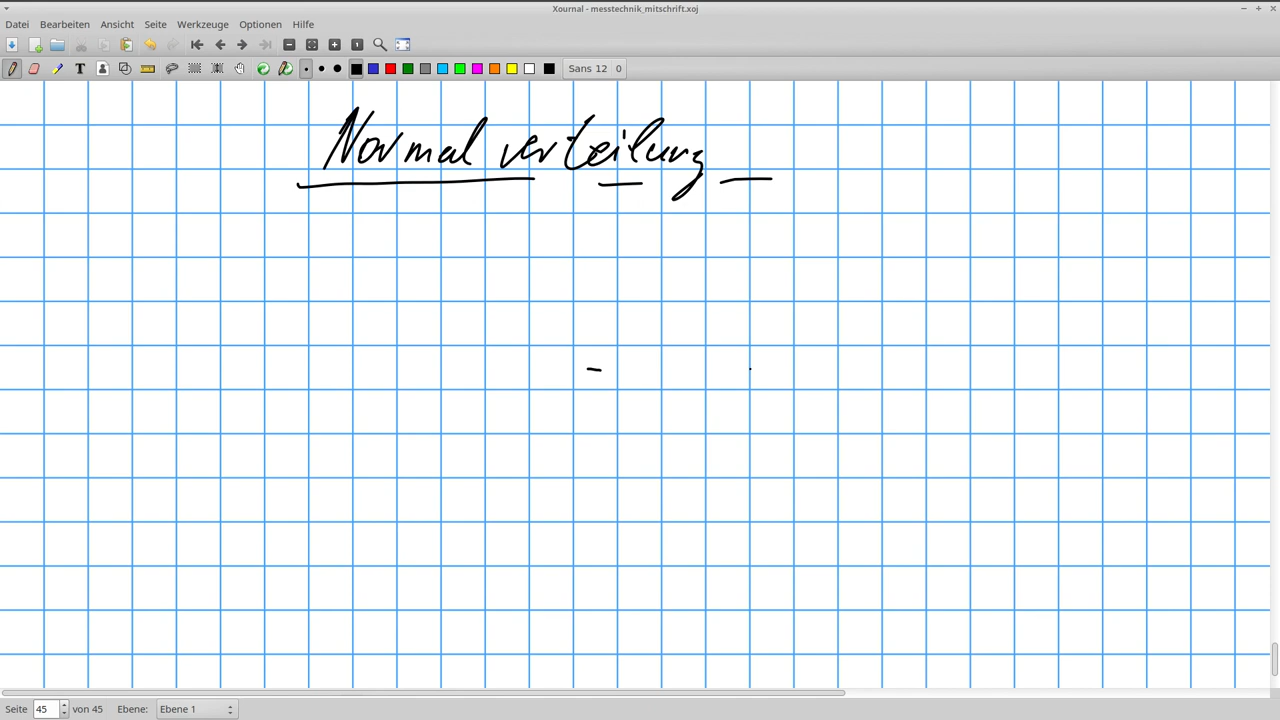 Xournal - messtechnik_mitschrift.xoj
Datei Bearbeiten Ansicht Seite Werkzeuge Optionen Hilfe
Sans 12 0
Normalverteilung
Seite 45 von 45 Ebene: Ebene 1